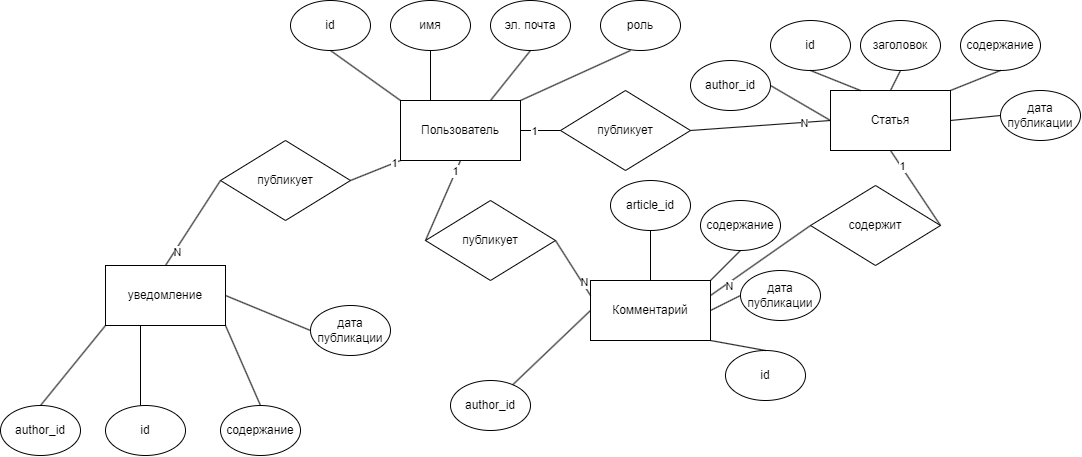 id
имя
эл. почта
роль
id
заголовок
содержание
author_id
дата
публикации
Пользователь
1
публикует
N
Статья
1
публикует
1
1
N
публикует
N
article_id
содержание
содержит
N
дата
публикации
уведомление
Комментарий
дата
публикации
id
author_id
author_id
id
содержание